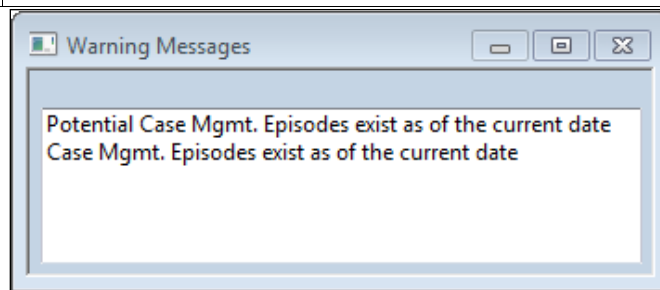 Warning Messages
Potential Case Mgmt. Episodes exist as of the current date
Case Mgmt. Episodes exist as of the current date